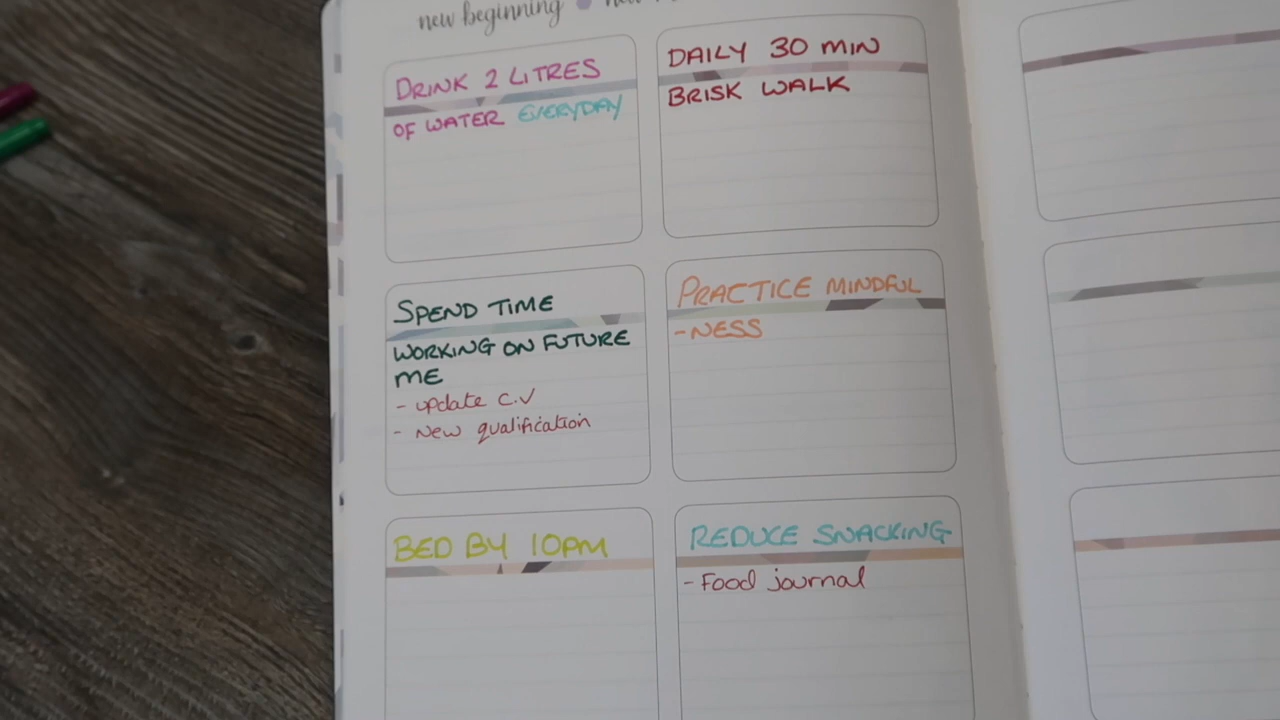 new beginning
DRINK 2 LITRES
OF WATER EVERYDAY
DAILY 30 MIN
BRISK WALK
SPEND TIME
WORKING ON FUTURE
ME
- update C.V
- New qualification
PRACTICE MINDFUL
-NESS
BED BY 10PM
REDUCE SNACKING
- Food journal